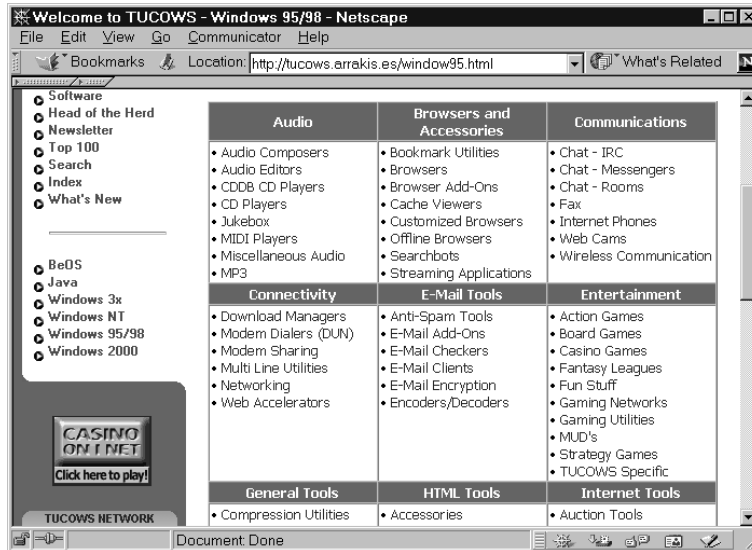 Welcome to TUCOWS - Windows 95/98 - Netscape
File Edit View Go Communicator Help
Bookmarks Location: http://tucows.arrakis.es/window95.html What's Related N
Software
Head of the Herd
Newsletter
Top 100
Search
Index
What's New
BeOS
Java
Windows 3x
Windows NT
Windows 95/98
Windows 2000
CASINO
ON NET
Click here to play!
TUCOWS NETWORK
Audio
• Audio Composers
• Audio Editors
• CDDB CD Players
• CD Players
• Jukebox
• MIDI Players
• Miscellaneous Audio
• MP3
Browsers and
Accessories
• Bookmark Utilities
• Browsers
• Browser Add-Ons
• Cache Viewers
• Customized Browsers
• Offline Browsers
• Searchbots
• Streaming Applications
Communications
• Chat - IRC
• Chat - Messengers
• Chat - Rooms
• Fax
• Internet Phones
• Web Cams
• Wireless Communication
Connectivity
• Download Managers
• Modem Dialers (DUN)
• Modem Sharing
• Multi Line Utilities
• Networking
• Web Accelerators
E-Mail Tools
• Anti-Spam Tools
• E-Mail Add-Ons
• E-Mail Checkers
• E-Mail Clients
• E-Mail Encryption
• Encoders/Decoders
Entertainment
• Action Games
• Board Games
• Casino Games
• Fantasy Leagues
• Fun Stuff
• Gaming Networks
• Gaming Utilities
• MUD's
• Strategy Games
• TUCOWS Specific
General Tools
• Compression Utilities
HTML Tools
• Accessories
Internet Tools
• Auction Tools
Document: Done